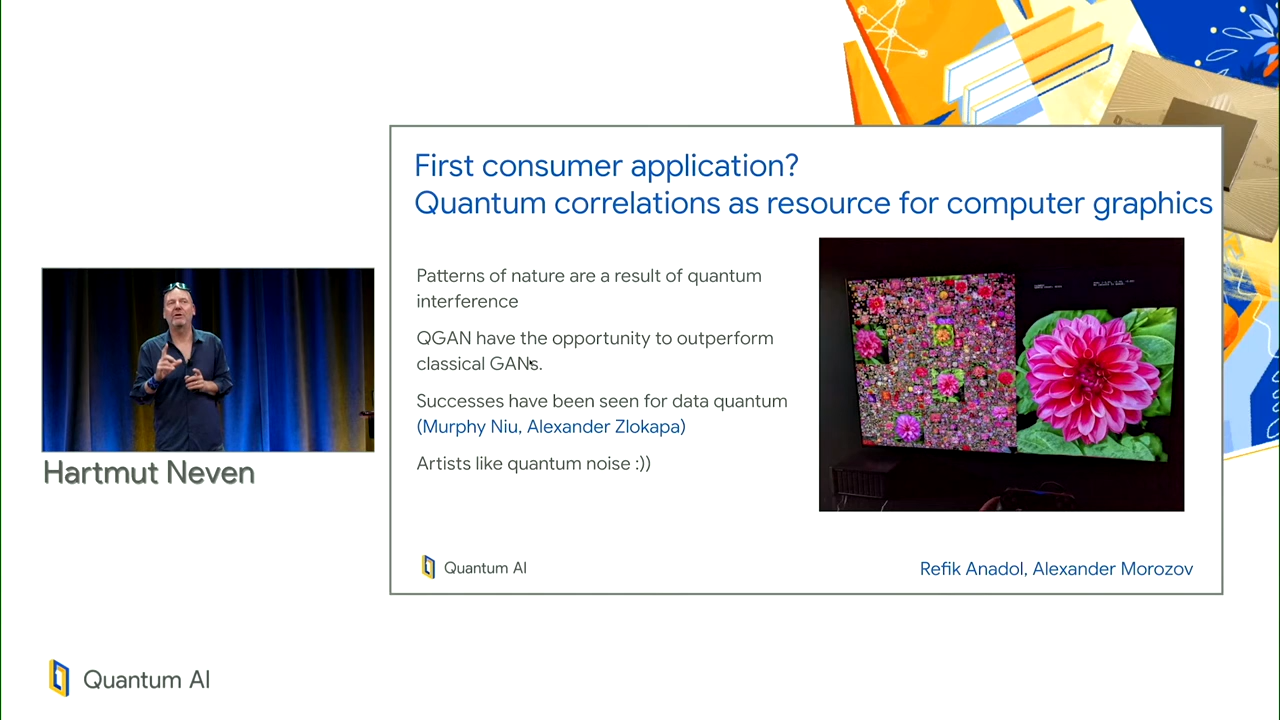 First consumer application?
Quantum correlations as resource for computer graphics
Patterns of nature are a result of quantum
interference
QGAN have the opportunity to outperform
classical GANs.
Successes have been seen for data quantum
(Murphy Niu, Alexander Zlokapa)
Artists like quantum noise :))
Quantum AI
Refik Anadol, Alexander Morozov
Hartmut Neven
Quantum AI